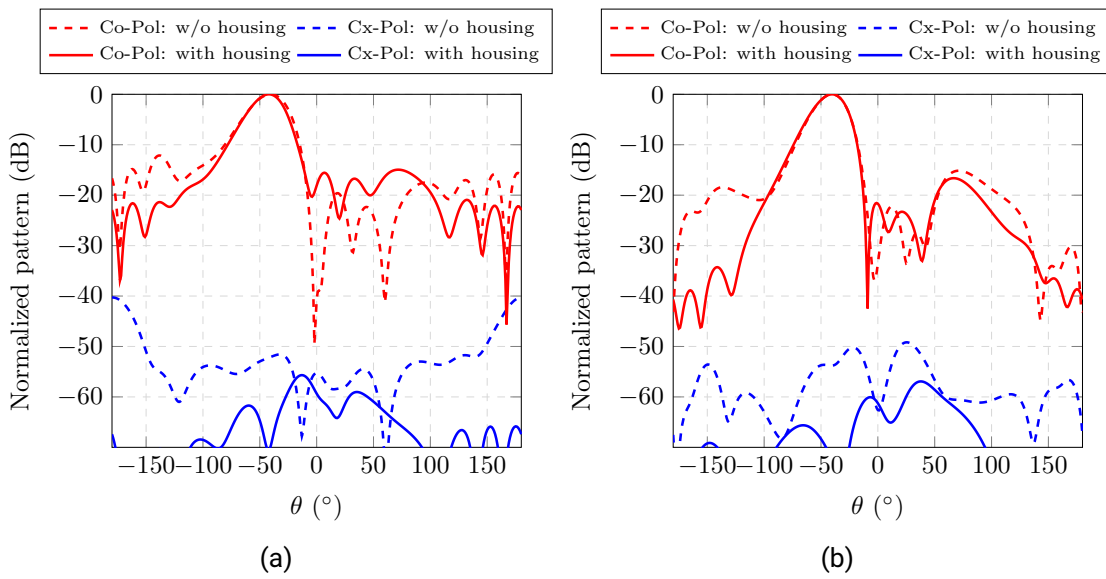 Co-Pol: w/o housing Cx-Pol: w/o housing
Co-Pol: with housing Cx-Pol: with housing
0
−10
−20
−30
−40
−50
−60
Normalized pattern (dB)
−150 −100 −50 0 50 100 150
θ (°)
(a)
Co-Pol: w/o housing Cx-Pol: w/o housing
Co-Pol: with housing Cx-Pol: with housing
0
−10
−20
−30
−40
−50
−60
Normalized pattern (dB)
−150 −100 −50 0 50 100 150
θ (°)
(b)